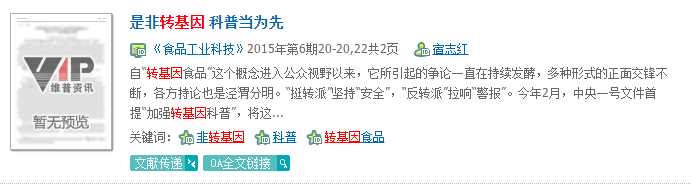 是非转基因 科普当为先
《食品工业科技》2015年第6期20-20,22共2页 宿志红
自“转基因食品”这个概念进入公众视野以来，它所引起的争论一直在持续发酵，多种形式的正面交锋不
断，各方持论也是泾渭分明。“挺转派”坚持“安全”，“反转派”拉响“警报”。今年2月，中央一号文件首
提“加强转基因科普”，将这...
关键词： 非转基因 科普 转基因食品
文献传递 OA全文链接
VIP
维普资讯
暂无预览